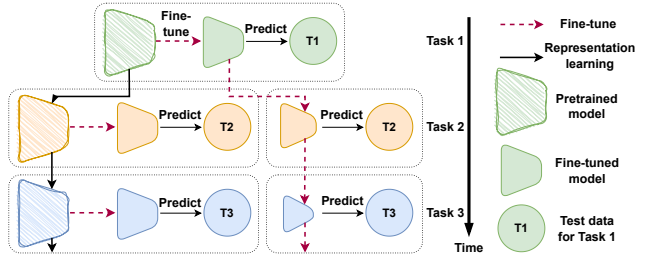 Fine-
tune
Predict
T1
Task 1
Predict
T2
Predict
T2
Task 2
Predict
T3
Predict
T3
Task 3
Time
Fine-tune
Representation
learning
Pretrained
model
Fine-tuned
model
T1
Test data
for Task 1